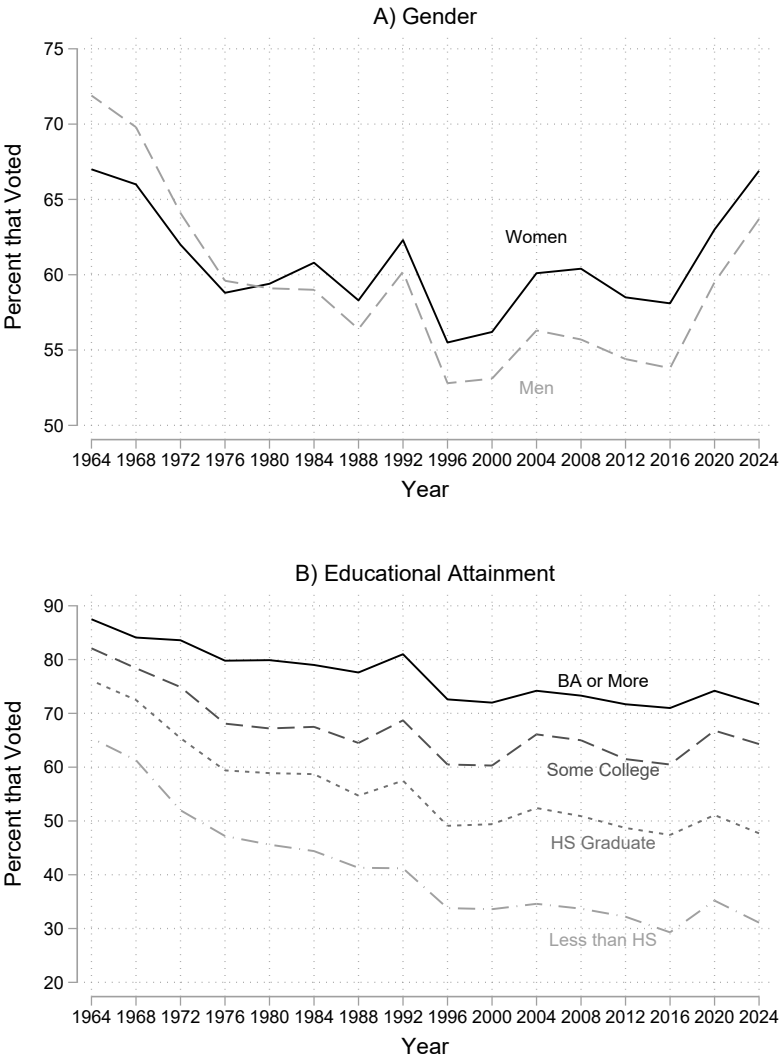 A) Gender
75
70
65
60
55
50
Percent that Voted
Women
Men
1964 1968 1972 1976 1980 1984 1988 1992 1996 2000 2004 2008 2012 2016 2020 2024
Year
B) Educational Attainment
90
80
70
60
50
40
30
20
Percent that Voted
BA or More
Some College
HS Graduate
Less than HS
1964 1968 1972 1976 1980 1984 1988 1992 1996 2000 2004 2008 2012 2016 2020 2024
Year